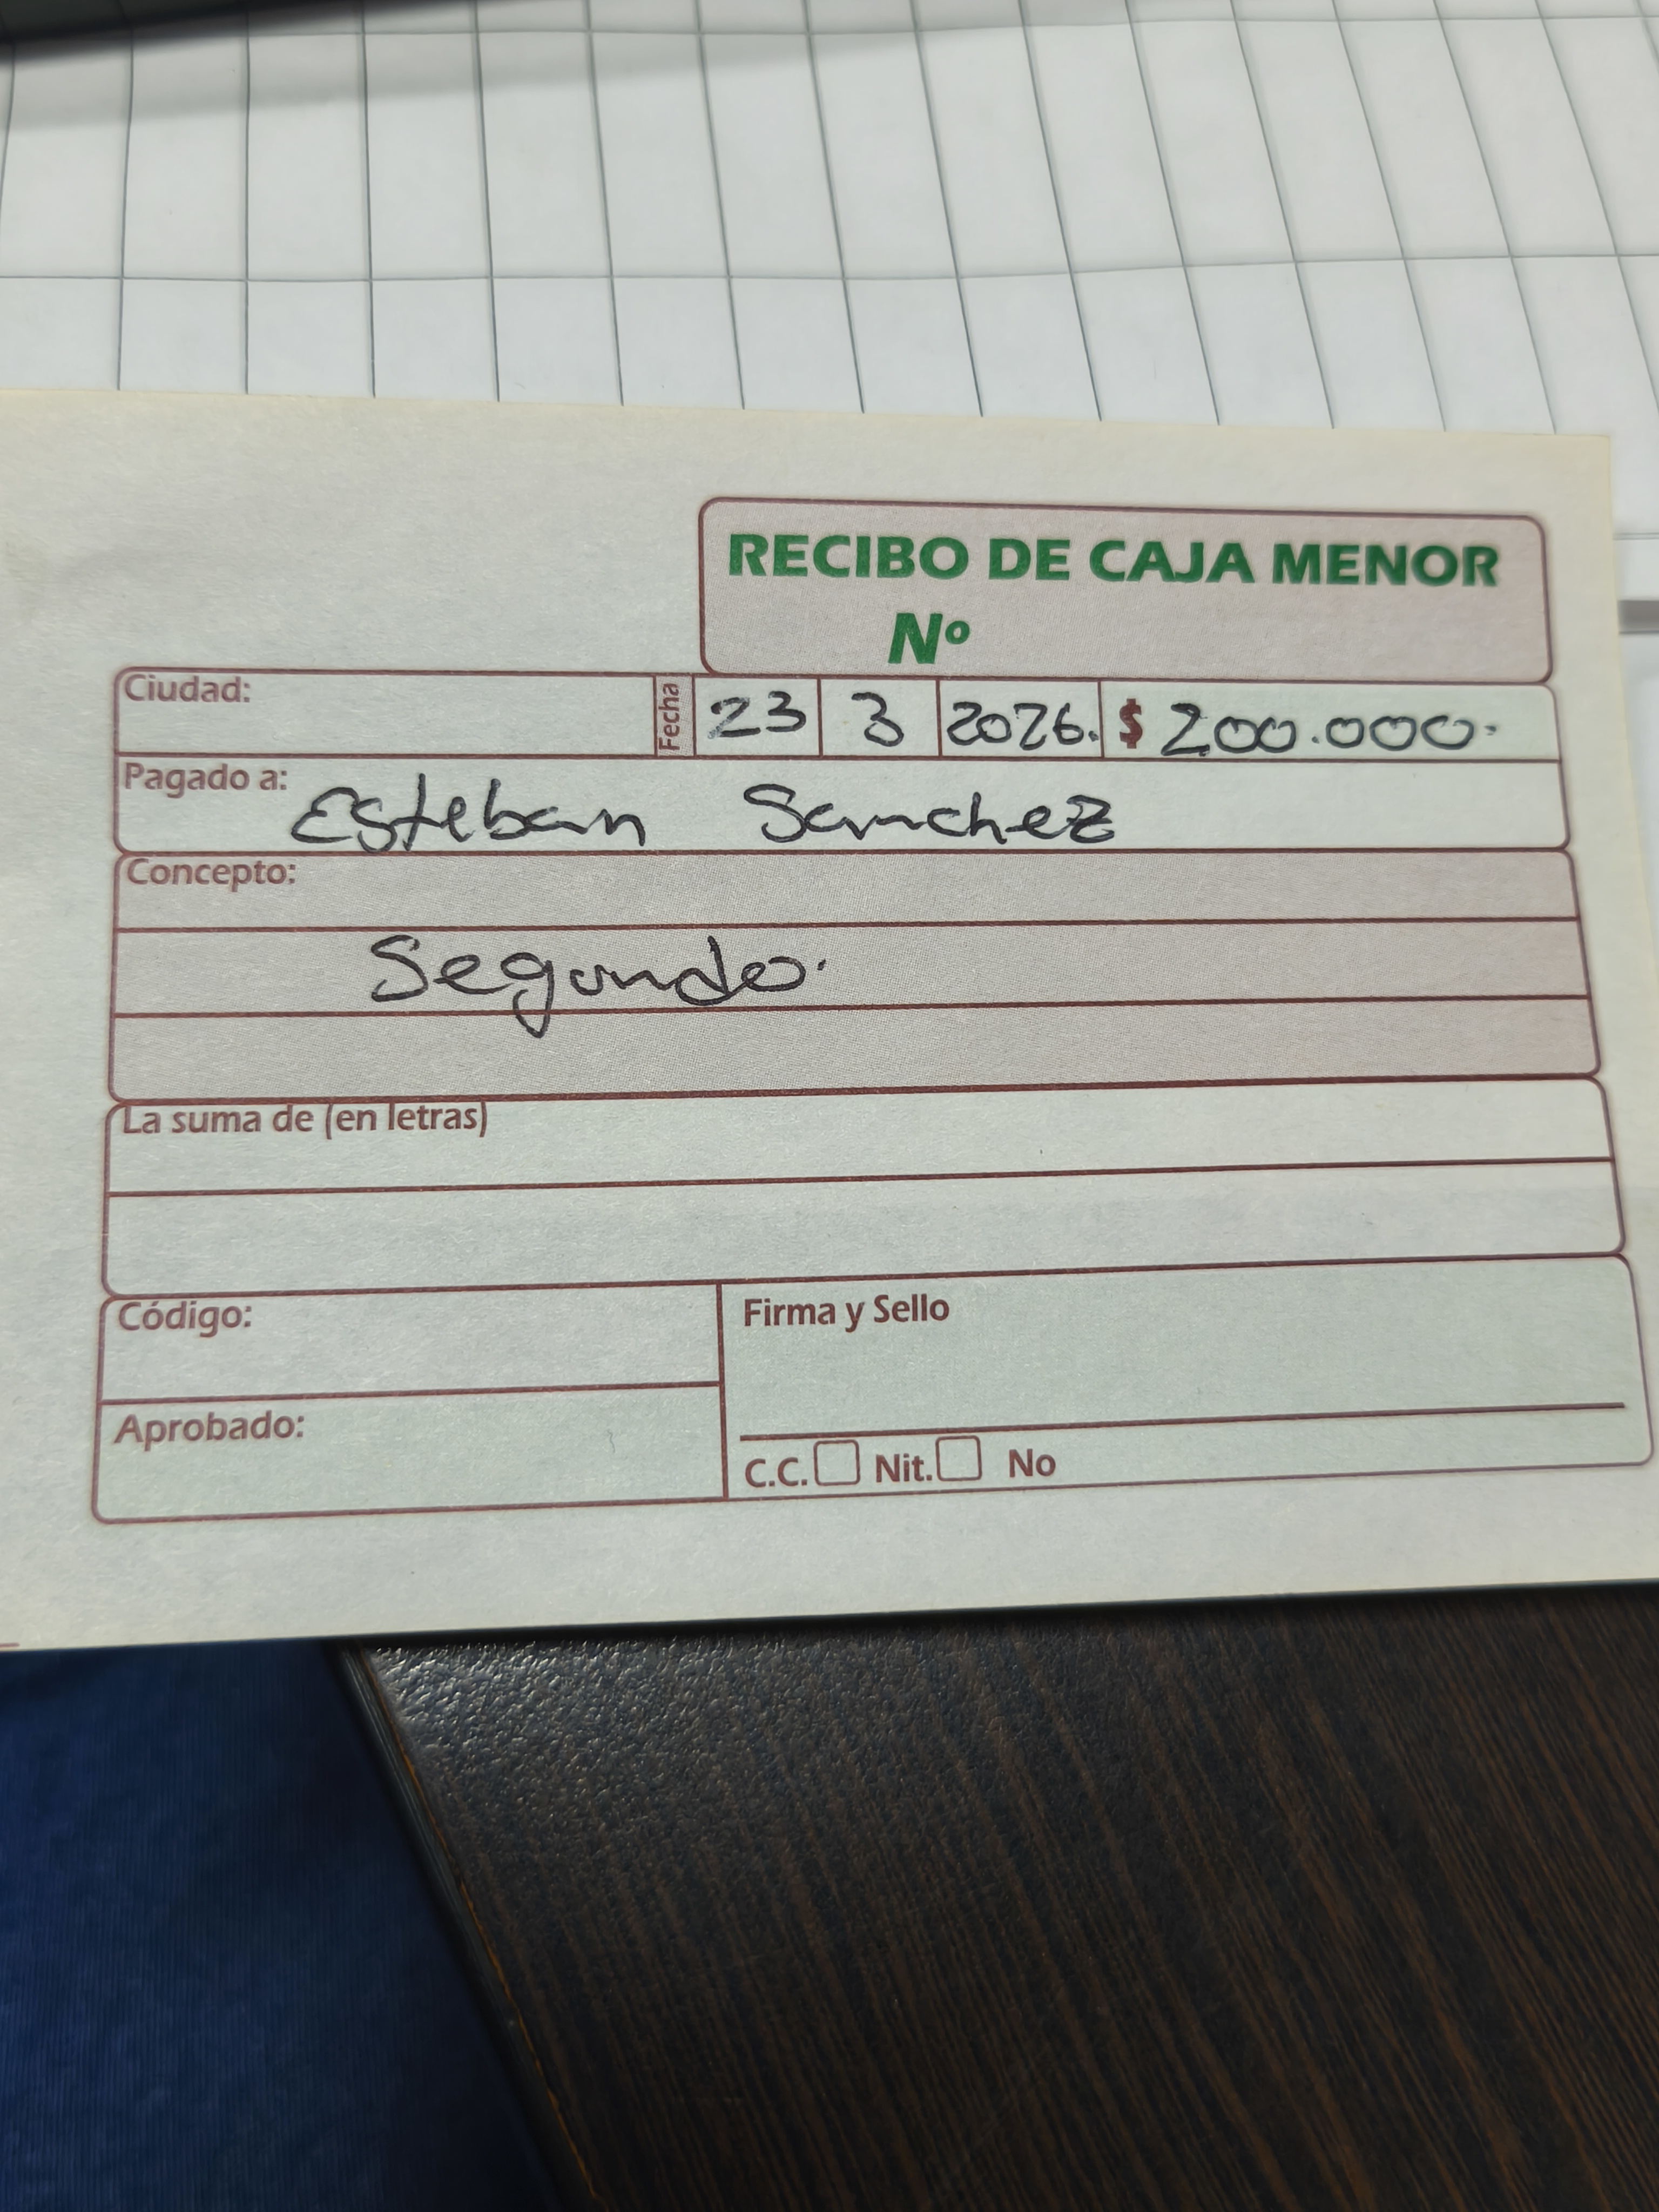 RECIBO DE CAJA MENOR
Nº
Ciudad: Fecha 23 3 2026. $ 200.000.
Pagado a: Esteban Sanchez
Concepto:
Segundo.
La suma de (en letras)
Código: Firma y Sello
Aprobado:
C.C. Nit. No